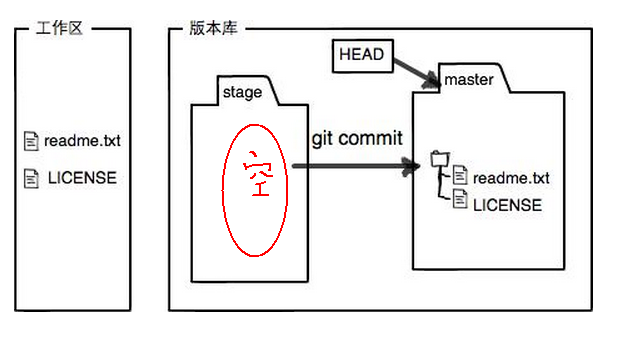 工作区
版本库
HEAD
stage
master
readme.txt
git commit
空
LICENSE
readme.txt
LICENSE